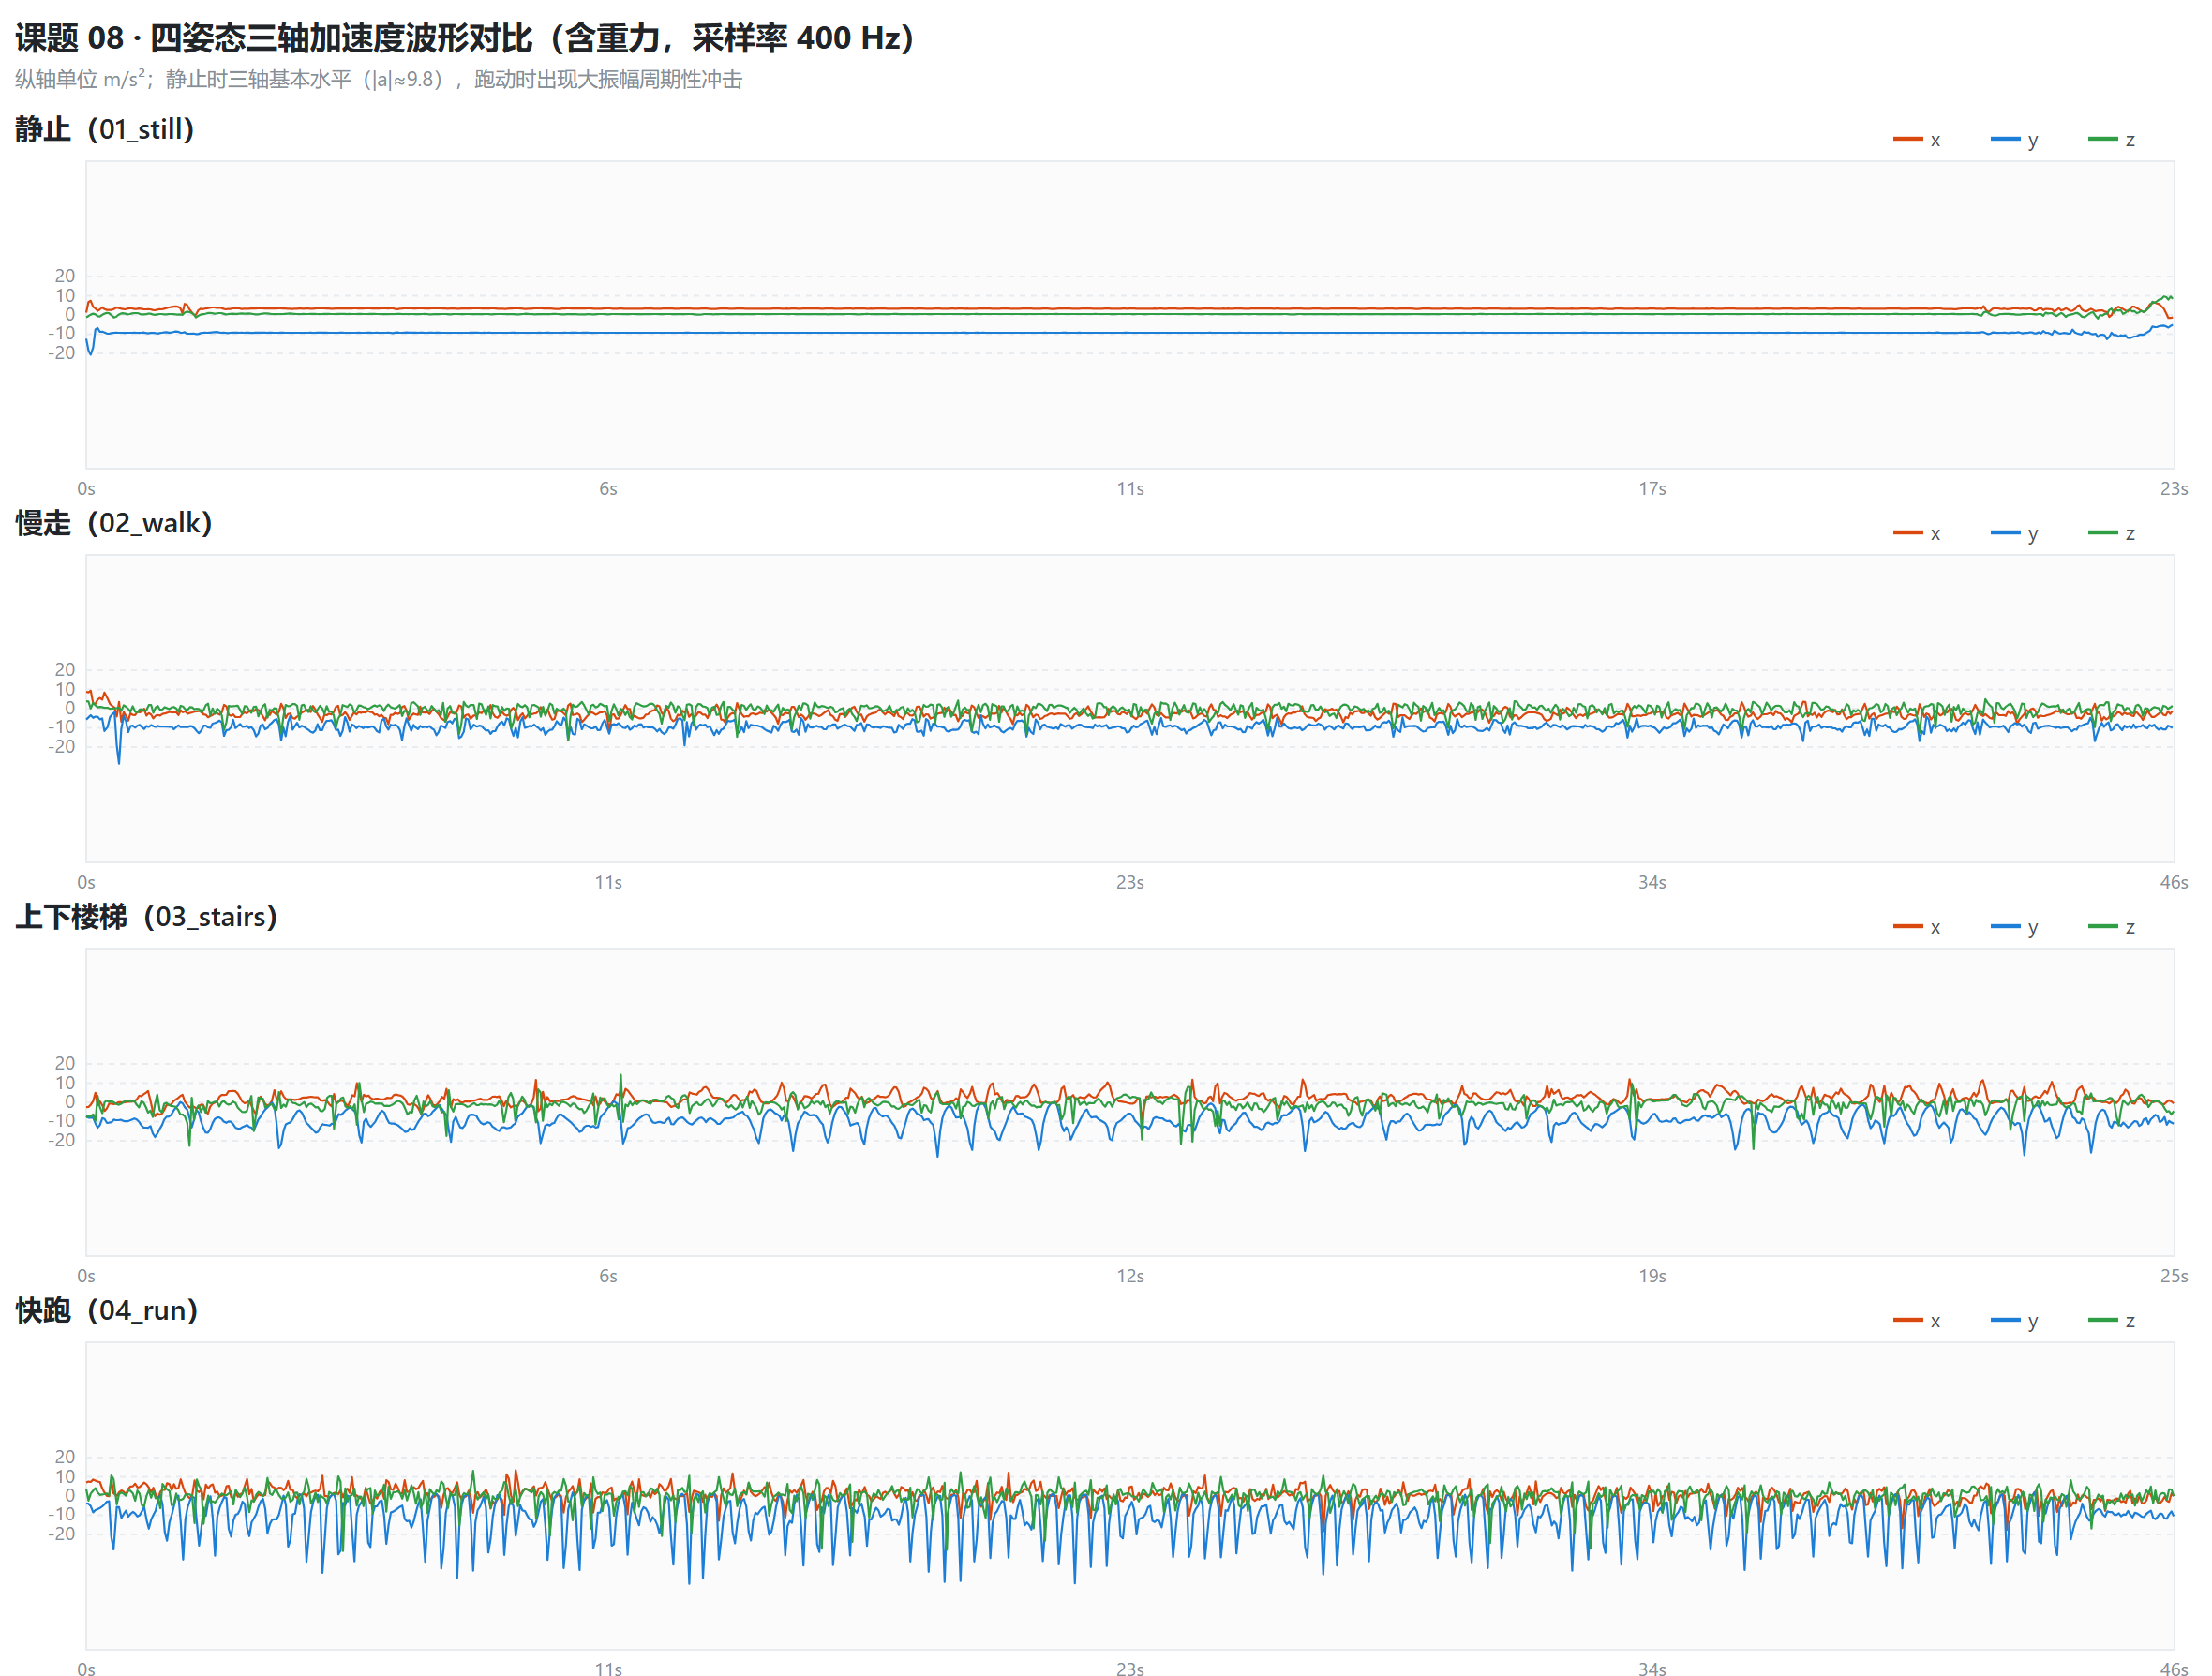 课题 08 · 四姿态三轴加速度波形对比（含重力，采样率 400 Hz）
纵轴单位 m/s²；静止时三轴基本水平（|a|≈9.8），跑动时出现大振幅周期性冲击
静止（01_still）
x y z
20
10
0
-10
-20
0s 6s 11s 17s 23s
慢走（02_walk）
x y z
20
10
0
-10
-20
0s 11s 23s 34s 46s
上下楼梯（03_stairs）
x y z
20
10
0
-10
-20
0s 6s 12s 19s 25s
快跑（04_run）
x y z
20
10
0
-10
-20
0s 11s 23s 34s 46s